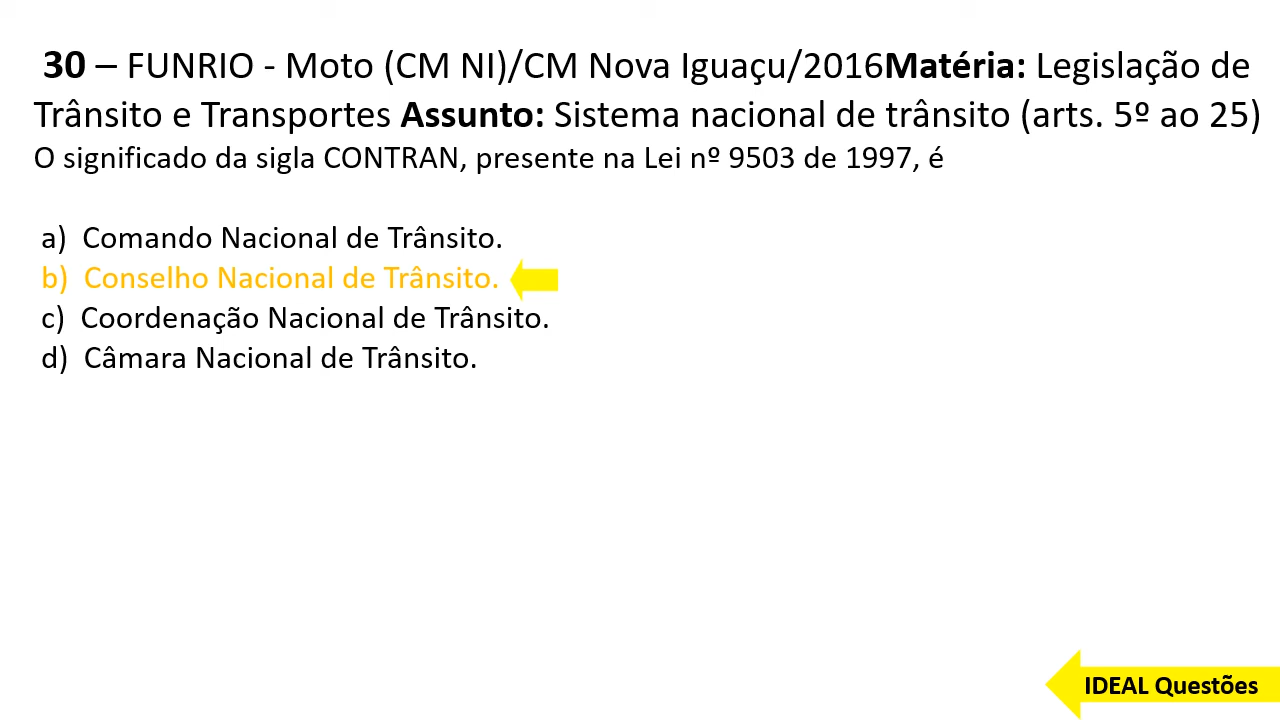 30 – FUNRIO - Moto (CM NI)/CM Nova Iguaçu/2016Matéria: Legislação de
Trânsito e Transportes Assunto: Sistema nacional de trânsito (arts. 5º ao 25)
O significado da sigla CONTRAN, presente na Lei nº 9503 de 1997, é
a) Comando Nacional de Trânsito.
b) Conselho Nacional de Trânsito.
c) Coordenação Nacional de Trânsito.
d) Câmara Nacional de Trânsito.
IDEAL Questões